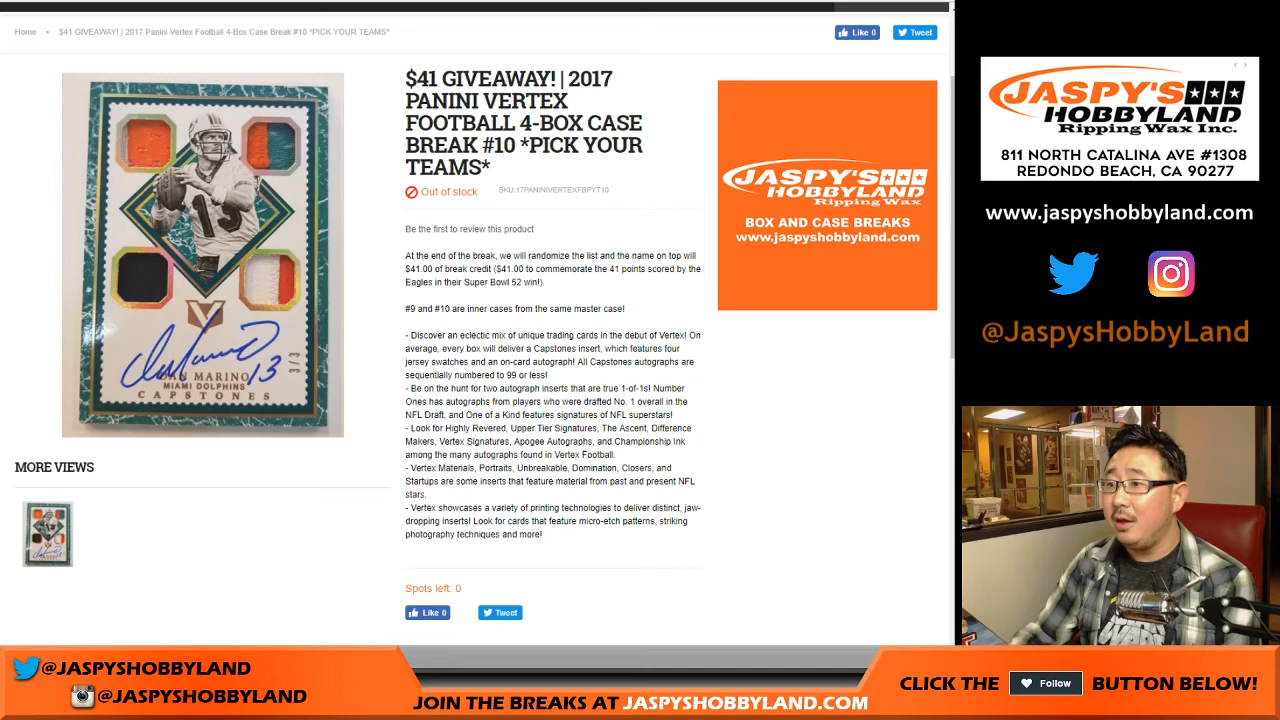 Home • $41 GIVEAWAY! | 2017 Panini Vertex Football 4-Box Case Break #10 *PICK YOUR TEAMS*
Like 0
Tweet
13
DAN MARINO
MIAMI DOLPHINS
CAPSTONES
3/3
13
MORE VIEWS
$41 GIVEAWAY! | 2017
PANINI VERTEX
FOOTBALL 4-BOX CASE
BREAK #10 *PICK YOUR
TEAMS*
Out of stock
SKU:17PANINIVERTEXFBPYT10
Be the first to review this product
At the end of the break, we will randomize the list and the name on top will
$41.00 of break credit ($41.00 to commemorate the 41 points scored by the
Eagles in their Super Bowl 52 win!).
#9 and #10 are inner cases from the same master case!
- Discover an eclectic mix of unique trading cards in the debut of Vertex! On
average, every box will deliver a Capstones insert, which features four
jersey swatches and an on-card autograph! All Capstones autographs are
sequentially numbered to 99 or less!
- Be on the hunt for two autograph inserts that are true 1-of-1s! Number
Ones has autographs from players who were drafted No. 1 overall in the
NFL Draft, and One of a Kind features signatures of NFL superstars!
- Look for Highly Revered, Upper Tier Signatures, The Ascent, Difference
Makers, Vertex Signatures, Apogee Autographs, and Championship Ink
among the many autographs found in Vertex Football.
- Vertex Materials, Portraits, Unbreakable, Domination, Closers, and
Startups are some inserts that feature material from past and present NFL
stars.
- Vertex showcases a variety of printing technologies to deliver distinct, jaw-
dropping inserts! Look for cards that feature micro-etch patterns, striking
photography techniques and more!
Spots left: 0
Like 0
Tweet
JASPY'S
HOBBYLAND
Ripping Wax
BOX AND CASE BREAKS
www.jaspyshobbyland.com
JASPY'S
HOBBYLAND
Ripping Wax Inc.
811 NORTH CATALINA AVE #1308
REDONDO BEACH, CA 90277
www.jaspyshobbyland.com
@JaspysHobbyLand
@JASPYSHOBBYLAND
@JASPYSHOBBYLAND
JOIN THE BREAKS AT JASPYSHOBBYLAND.COM
CLICK THE
Follow
BUTTON BELOW!